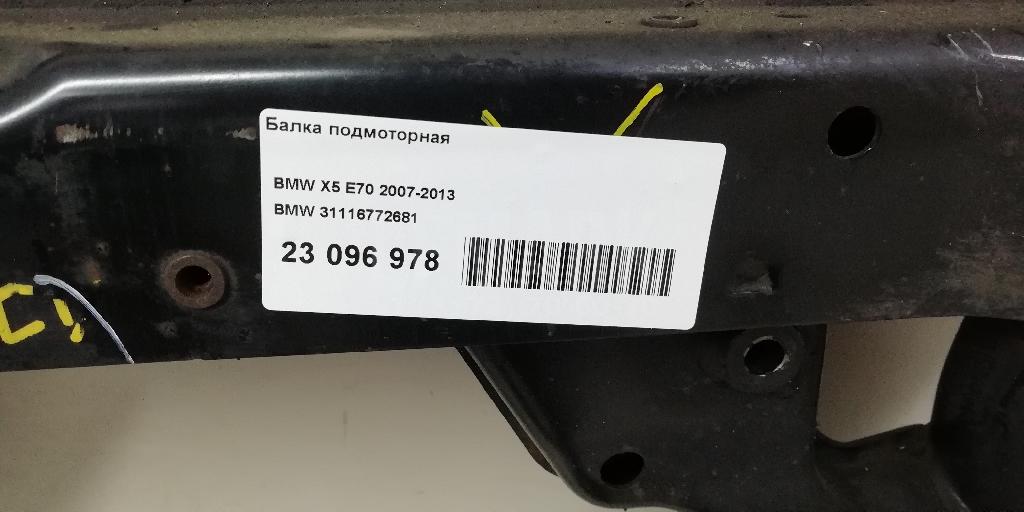 Балка подмоторная
BMW X5 E70 2007-2013
BMW 31116772681
23 096 978